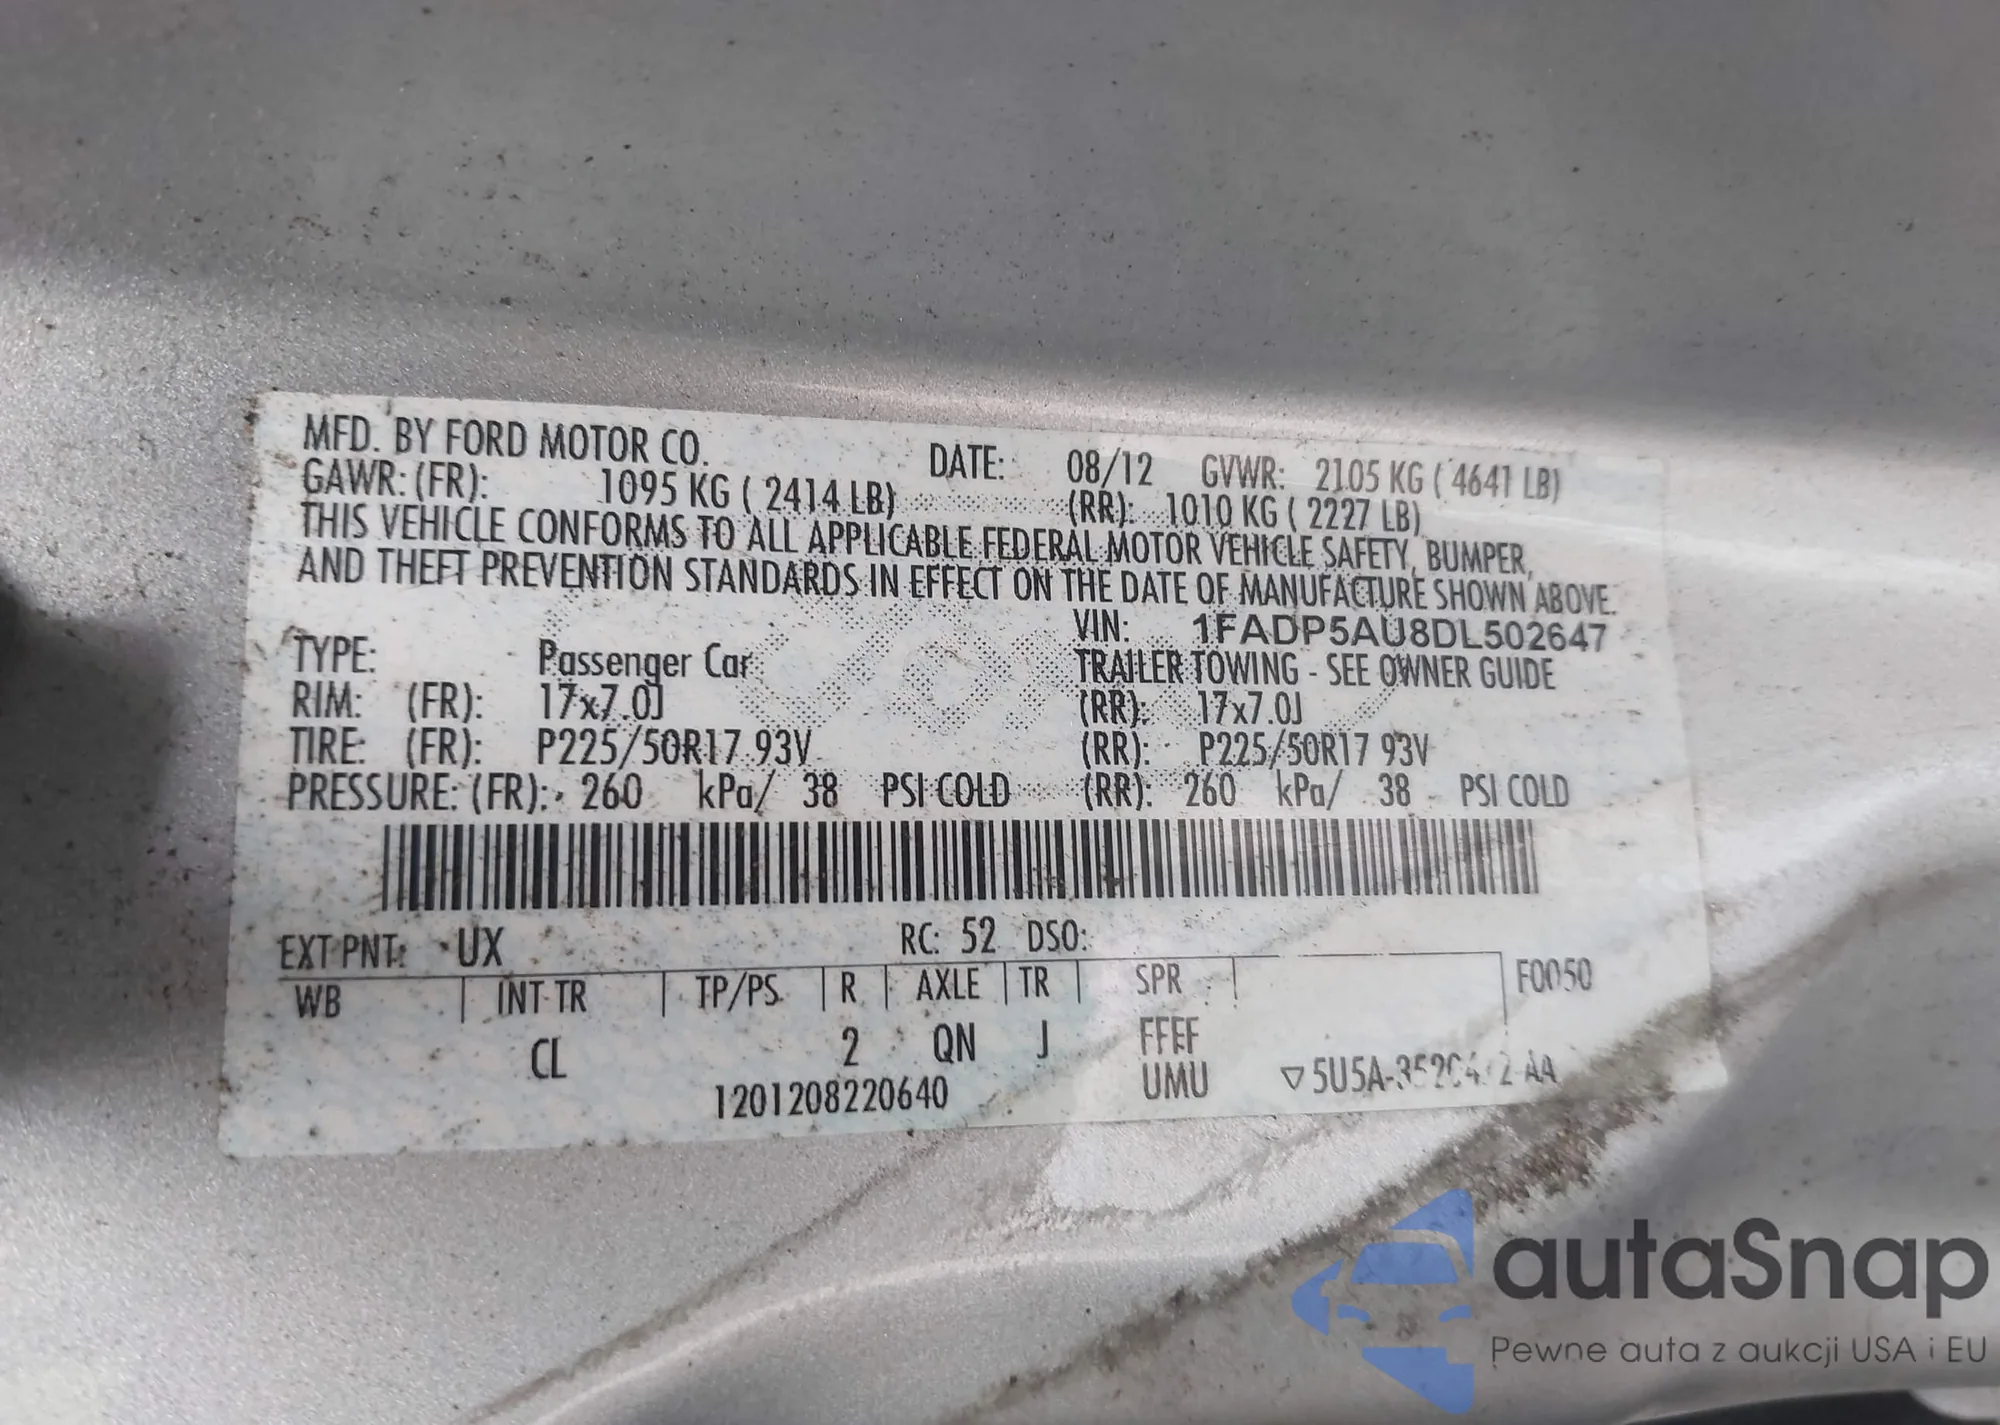 MFD. BY FORD MOTOR CO. DATE: 08/12 GVWR: 2105 KG ( 4641 LB)
GAWR: (FR): 1095 KG ( 2414 LB) (RR): 1010 KG ( 2227 LB)
THIS VEHICLE CONFORMS TO ALL APPLICABLE FEDERAL MOTOR VEHICLE SAFETY, BUMPER,
AND THEFT PREVENTION STANDARDS IN EFFECT ON THE DATE OF MANUFACTURE SHOWN ABOVE.
VIN: 1FADP5AU8DL502647
TYPE: Passenger Car TRAILER TOWING - SEE OWNER GUIDE
RIM: (FR): 17x7.0J (RR): 17x7.0J
TIRE: (FR): P225/50R17 93V (RR): P225/50R17 93V
PRESSURE: (FR): 260 kPa/ 38 PSI COLD (RR): 260 kPa/ 38 PSI COLD
EXT PNT: UX RC: 52 DSO:
WB INT TR TP/PS R AXLE TR SPR F0050
CL 2 QN J FFFF
UMU
1201208220640
autaSnap
Pewne auta z aukcji USA i EU